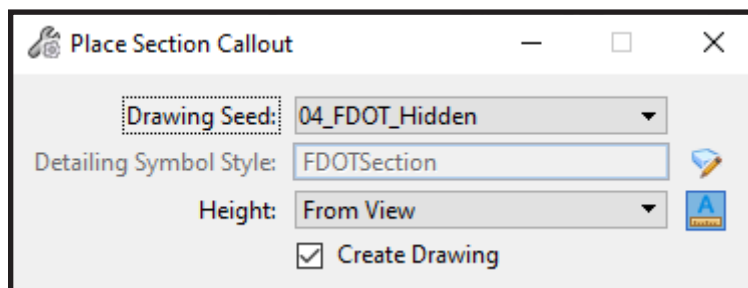 Place Section Callout
Drawing Seed: 04_FDOT_Hidden
Detailing Symbol Style: FDOTSection
Height: From View
A
Create Drawing